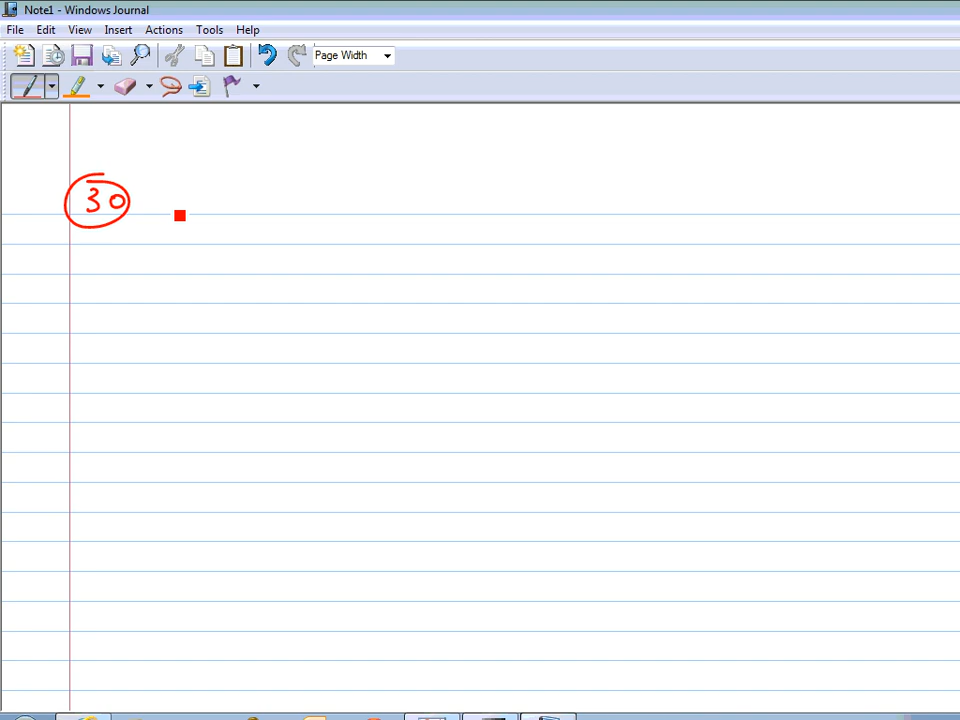 Note1 - Windows Journal
File Edit View Insert Actions Tools Help
Page Width
30